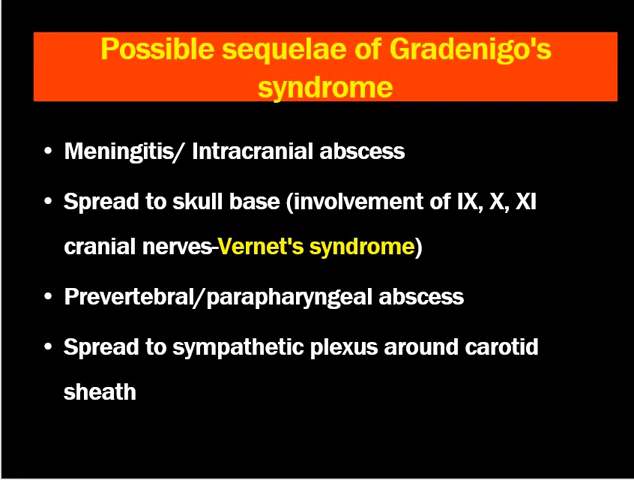 Possible sequelae of Gradenigo's
syndrome
• Meningitis/ Intracranial abscess
• Spread to skull base (involvement of IX, X, XI
cranial nerves-Vernet's syndrome)
• Prevertebral/parapharyngeal abscess
• Spread to sympathetic plexus around carotid
sheath